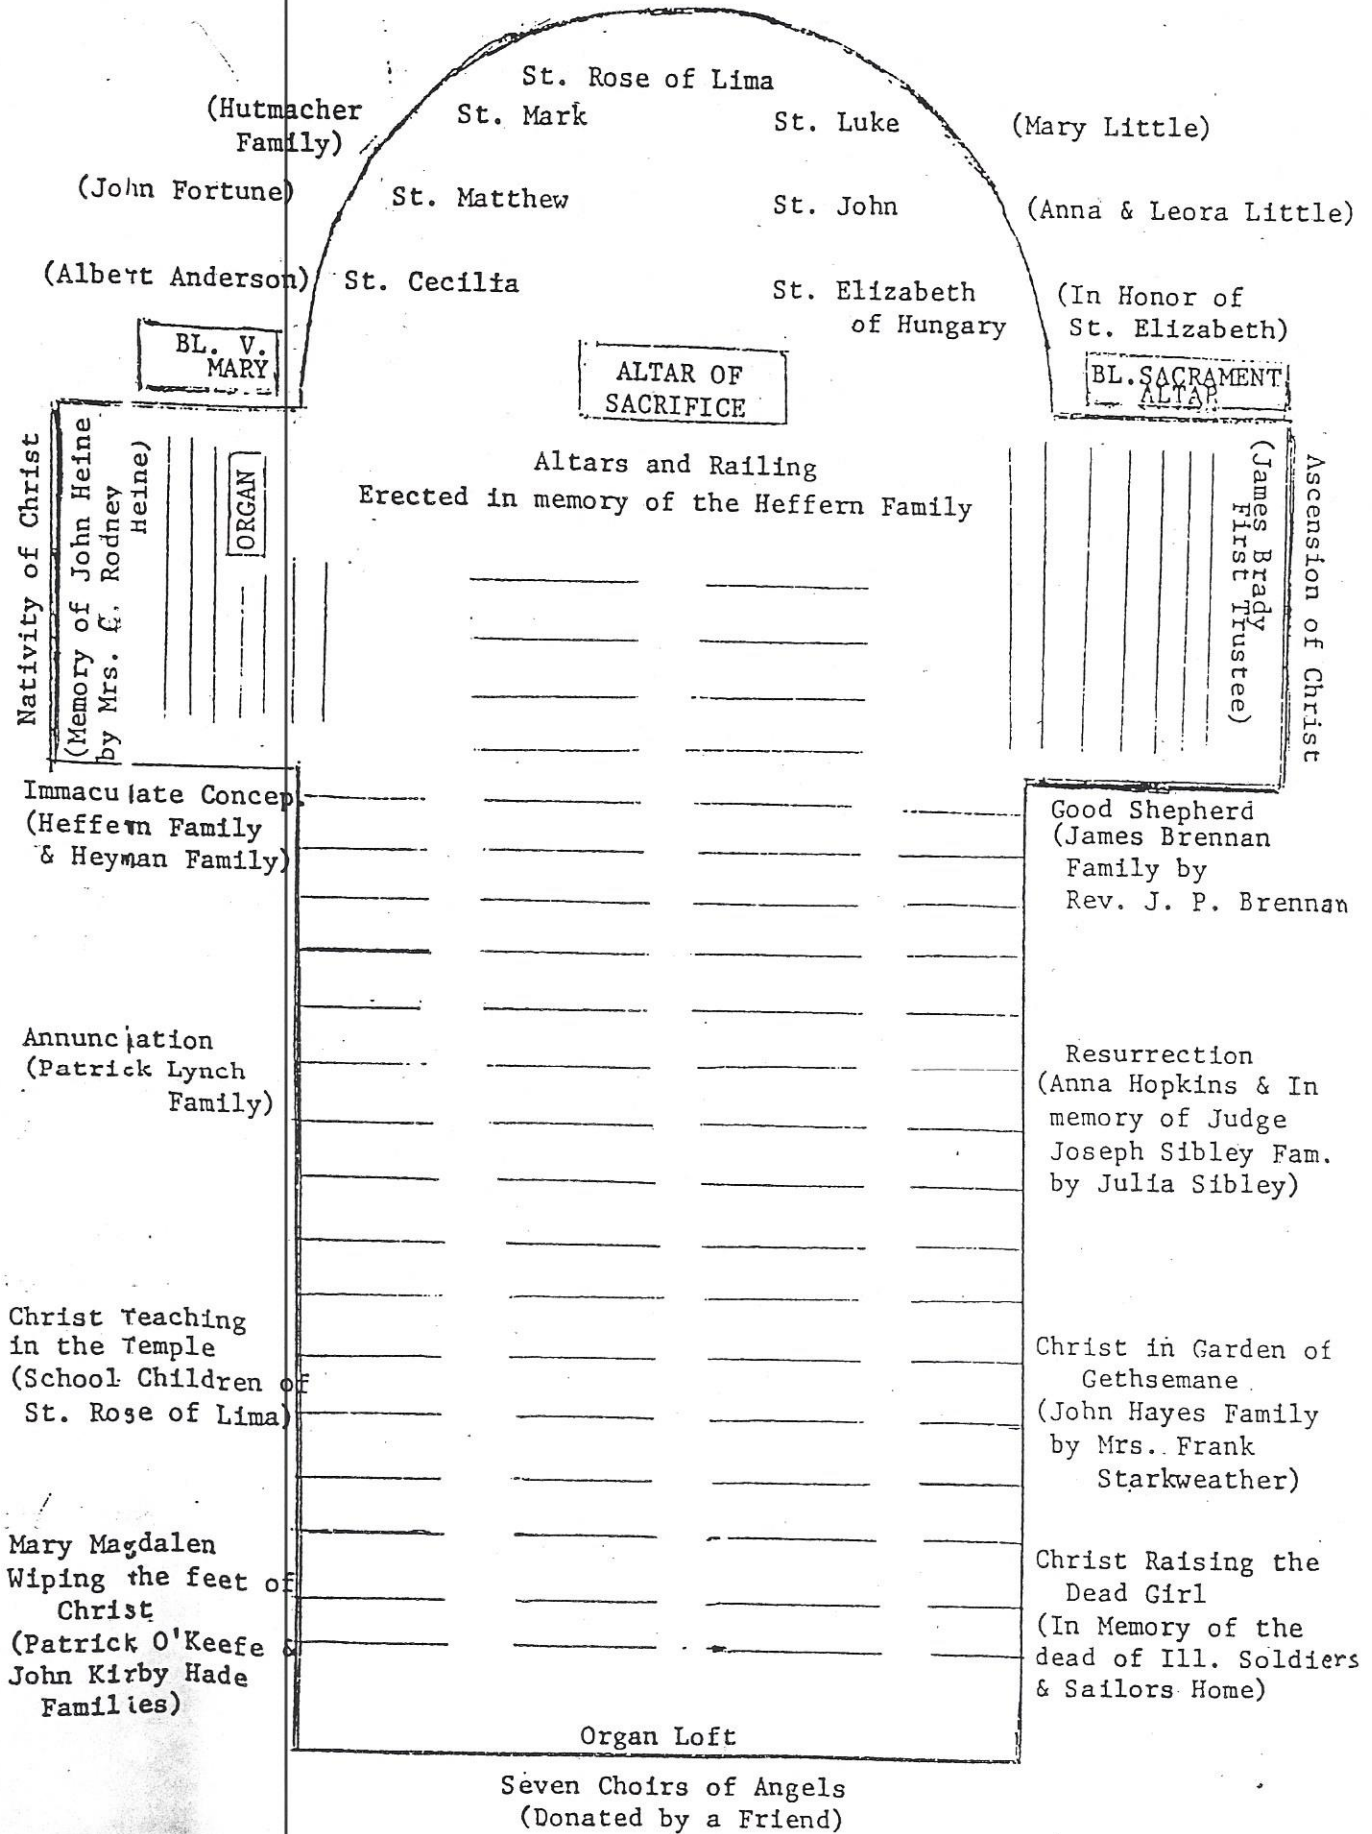 St. Rose of Lima
(Hutmacher
Family)
St. Mark
St. Luke
(Mary Little)
(John Fortune)
St. Matthew
St. John
(Anna & Leora Little)
(Albert Anderson)
St. Cecilia
St. Elizabeth
of Hungary
(In Honor of
St. Elizabeth)
BL. V.
MARY
ALTAR OF
SACRIFICE
BL.SACRAMENT
ALTAR
Nativity of Christ
(Memory of John Heine
by Mrs. C. Rodney
Heine)
ORGAN
Altars and Railing
Erected in memory of the Heffern Family
(James Brady
First Trustee)
Ascension of Christ
Immaculate Concep.
(Heffern Family
& Heyman Family)
Good Shepherd
(James Brennan
Family by
Rev. J. P. Brennan
Annunciation
(Patrick Lynch
Family)
Resurrection
(Anna Hopkins & In
memory of Judge
Joseph Sibley Fam.
by Julia Sibley)
Christ Teaching
in the Temple
(School Children of
St. Rose of Lima)
Christ in Garden of
Gethsemane
(John Hayes Family
by Mrs. Frank
Starkweather)
Mary Magdalen
Wiping the feet of
Christ
(Patrick O'Keefe &
John Kirby Hade
Families)
Christ Raising the
Dead Girl
(In Memory of the
dead of Ill. Soldiers
& Sailors Home)
Organ Loft
Seven Choirs of Angels
(Donated by a Friend)